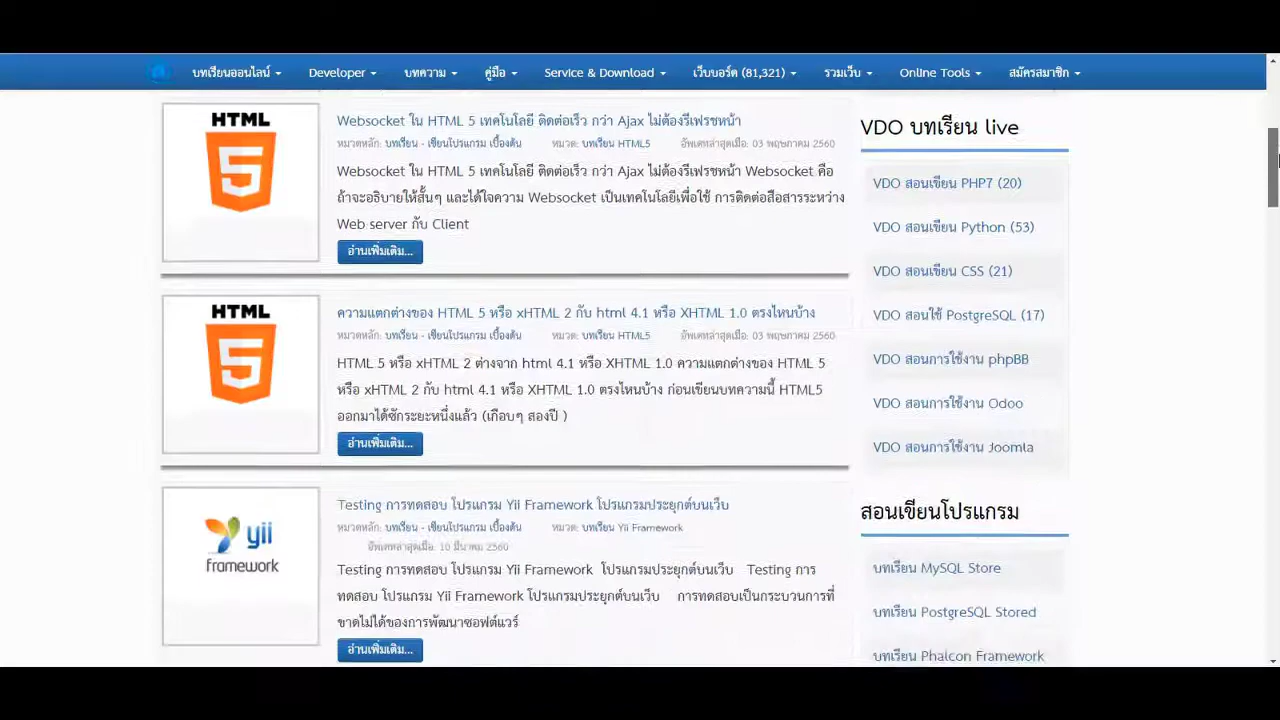 บทเรียนออนไลน์ Developer บทความ คู่มือ Service & Download เว็บบอร์ด (81,321) รวมเว็บ Online Tools สมัครสมาชิก
HTML
5
Websocket ใน HTML 5 เทคโนโลยี ติดต่อเร็ว กว่า Ajax ไม่ต้องรีเฟรชหน้า
หมวดหลัก: บทเรียน - เขียนโปรแกรม เบื้องต้น หมวด: บทเรียน HTML5 อัพเดทล่าสุดเมื่อ: 03 พฤษภาคม 2560
Websocket ใน HTML 5 เทคโนโลยี ติดต่อเร็ว กว่า Ajax ไม่ต้องรีเฟรชหน้า Websocket คือ
ถ้าจะอธิบายให้สั้นๆ และได้ใจความ Websocket เป็นเทคโนโลยีเพื่อใช้ การติดต่อสือสารระหว่าง
Web server กับ Client
อ่านเพิ่มเติม...
HTML
5
ความแตกต่างของ HTML 5 หรือ xHTML 2 กับ html 4.1 หรือ XHTML 1.0 ตรงไหนบ้าง
หมวดหลัก: บทเรียน - เขียนโปรแกรม เบื้องต้น หมวด: บทเรียน HTML5 อัพเดทล่าสุดเมื่อ: 03 พฤษภาคม 2560
HTML 5 หรือ xHTML 2 ต่างจาก html 4.1 หรือ XHTML 1.0 ความแตกต่างของ HTML 5
หรือ xHTML 2 กับ html 4.1 หรือ XHTML 1.0 ตรงไหนบ้าง ก่อนเขียนบทความนี้ HTML5
ออกมาได้ซักระยะหนึ่งแล้ว (เกือบๆ สองปี )
อ่านเพิ่มเติม...
yii
framework
Testing การทดสอบ โปรแกรม Yii Framework โปรแกรมประยุกต์บนเว็บ
หมวดหลัก: บทเรียน - เขียนโปรแกรม เบื้องต้น หมวด: บทเรียน Yii Framework
อัพเดทล่าสุดเมื่อ: 10 มีนาคม 2560
Testing การทดสอบ โปรแกรม Yii Framework โปรแกรมประยุกต์บนเว็บ Testing การ
ทดสอบ โปรแกรม Yii Framework โปรแกรมประยุกต์บนเว็บ การทดสอบเป็นกระบวนการที่
ขาดไม่ได้ของการพัฒนาซอฟต์แวร์
อ่านเพิ่มเติม...
VDO บทเรียน live
VDO สอนเขียน PHP7 (20)
VDO สอนเขียน Python (53)
VDO สอนเขียน CSS (21)
VDO สอนใช้ PostgreSQL (17)
VDO สอนการใช้งาน phpBB
VDO สอนการใช้งาน Odoo
VDO สอนการใช้งาน Joomla
สอนเขียนโปรแกรม
บทเรียน MySQL Store
บทเรียน PostgreSQL Stored
บทเรียน Phalcon Framework